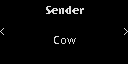 Sender
< Cow >